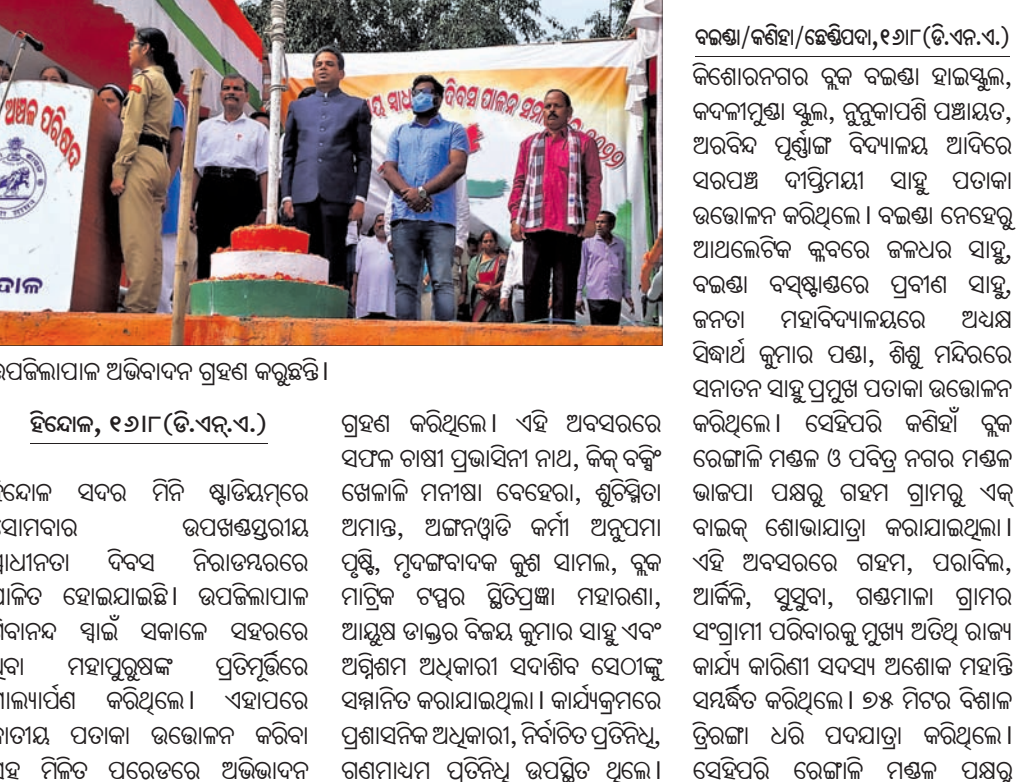 ଅଞ୍ଚଳ ପରିଷଦ
ସ୍ୱାଧୀନତା ଦିବସ ପାଳନ
ଉପଜିଲାପାଳ ଅଭିବାଦନ ଗ୍ରହଣ କରୁଛନ୍ତି।
ହିନ୍ଦୋଳ, ୧୬।୮(ଡି.ଏନ୍.ଏ.)
ହିନ୍ଦୋଳ ସଦର ମିନି ଷ୍ଟାଡିୟମ୍‌ରେ
ସୋମବାର ଉପଖଣ୍ଡସ୍ତରୀୟ
ସ୍ୱାଧୀନତା ଦିବସ ନିରାଡମ୍ବରରେ
ପାଳିତ ହୋଇଯାଇଛି। ଉପଜିଲାପାଳ
ଶିବାନନ୍ଦ ସ୍ୱାଇଁ ସକାଳେ ସହରରେ
ଥିବା ମହାପୁରୁଷଙ୍କ ପ୍ରତିମୂର୍ତ୍ତିରେ
ମାଲ୍ୟାର୍ପଣ କରିଥିଲେ। ଏହାପରେ
ଜାତୀୟ ପତାକା ଉତ୍ତୋଳନ କରିବା
ସହ ମିଳିତ ପରେଡରେ ଅଭିଭାଦନ
ଗ୍ରହଣ କରିଥିଲେ। ଏହି ଅବସରରେ
ସଫଳ ଚାଷୀ ପ୍ରଭାସିନୀ ନାଥ, କିକ୍ ବକ୍ସିଂ
ଖେଳାଳି ମନୀଷା ବେହେରା, ଶୁଚିସ୍ମିତା
ଅମାନ୍ତ, ଅଙ୍ଗନୱାଡି କର୍ମୀ ଅନୁପମା
ପୃଷ୍ଟି, ମୃଦଙ୍ଗବାଦକ କୁଶ ସାମଲ, ବ୍ଲକ
ମାଟ୍ରିକ ଟପ୍ପର ସ୍ଥିତିପ୍ରଜ୍ଞା ମହାରଣା,
ଆୟୁଷ ଡାକ୍ତର ବିଜୟ କୁମାର ସାହୁ ଏବଂ
ଅଗ୍ନିଶମ ଅଧିକାରୀ ସଦାଶିବ ସେଠୀଙ୍କୁ
ସମ୍ମାନିତ କରାଯାଇଥିଲା। କାର୍ଯ୍ୟକ୍ରମରେ
ପ୍ରଶାସନିକ ଅଧିକାରୀ, ନିର୍ବାଚିତ ପ୍ରତିନିଧି,
ଗଣମାଧ୍ୟମ ପ୍ରତିନିଧି ଉପସ୍ଥିତ ଥିଲେ।
ବଇଣ୍ଡା/କଣିହା/ଛେଣ୍ଡିପଦା,୧୬।୮(ଡି.ଏନ.ଏ.)
କିଶୋରନଗର ବ୍ଲକ ବଇଣ୍ଡା ହାଇସ୍କୁଲ,
କଦଳୀମୁଣ୍ଡା ସ୍କୁଲ, ନୁନୁକାପଶି ପଞ୍ଚାୟତ,
ଅରବିନ୍ଦ ପୂର୍ଣ୍ଣାଙ୍ଗ ବିଦ୍ୟାଳୟ ଆଦିରେ
ସରପଞ୍ଚ ଦୀପ୍ତିମୟୀ ସାହୁ ପତାକା
ଉତ୍ତୋଳନ କରିଥିଲେ। ବଇଣ୍ଡା ନେହେରୁ
ଆଥଲେଟିକ କ୍ଲବରେ ଜଳଧର ସାହୁ,
ବଇଣ୍ଡା ବସ୍‌ଷ୍ଟାଣ୍ଡରେ ପ୍ରବୀଣ ସାହୁ,
ଜନତା ମହାବିଦ୍ୟାଳୟରେ ଅଧ୍ୟକ୍ଷ
ସିଦ୍ଧାର୍ଥ କୁମାର ପଣ୍ଡା, ଶିଶୁ ମନ୍ଦିରରେ
ସନାତନ ସାହୁ ପ୍ରମୁଖ ପତାକା ଉତ୍ତୋଳନ
କରିଥିଲେ। ସେହିପରି କଣିହାଁ ବ୍ଲକ
ରେଙ୍ଗାଳି ମଣ୍ଡଳ ଓ ପବିତ୍ର ନଗର ମଣ୍ଡଳ
ଭାଜପା ପକ୍ଷରୁ ଗହମ ଗ୍ରାମରୁ ଏକ୍
ବାଇକ୍ ଶୋଭାଯାତ୍ରା କରାଯାଇଥିଲା।
ଏହି ଅବସରରେ ଗହମ, ପରାବିଲ,
ଆର୍କିଳି, ସୁସୁବା, ଗଣ୍ଡମାଳା ଗ୍ରାମର
ସଂଗ୍ରାମୀ ପରିବାରକୁ ମୁଖ୍ୟ ଅତିଥି ରାଜ୍ୟ
କାର୍ଯ୍ୟ କାରିଣୀ ସଦସ୍ୟ ଅଶୋକ ମହାନ୍ତି
ସମ୍ବର୍ଦ୍ଧିତ କରିଥିଲେ। ୭୫ ମିଟର ବିଶାଳ
ତ୍ରିରଙ୍ଗା ଧରି ପଦଯାତ୍ରା କରିଥିଲେ।
ସେହିପରି ରେଙ୍ଗାଳି ମଣ୍ଡଳ ପକ୍ଷରୁ